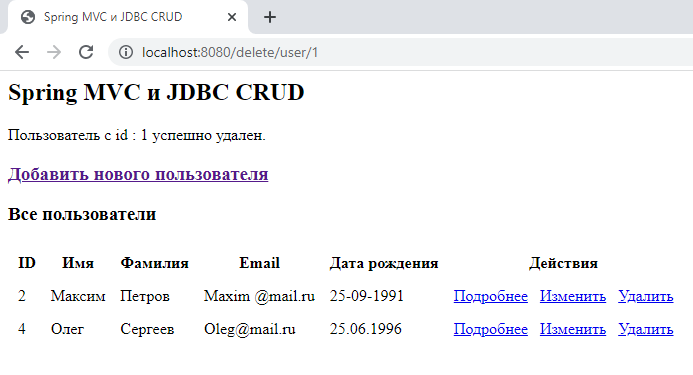 Spring MVC и JDBC CRUD
localhost:8080/delete/user/1
Spring MVC и JDBC CRUD
Пользователь с id : 1 успешно удален.
Добавить нового пользователя
Все пользователи
ID Имя Фамилия Email Дата рождения Действия
2 Максим Петров Maxim @mail.ru 25-09-1991 Подробнее Изменить Удалить
4 Олег Сергеев Oleg@mail.ru 25.06.1996 Подробнее Изменить Удалить